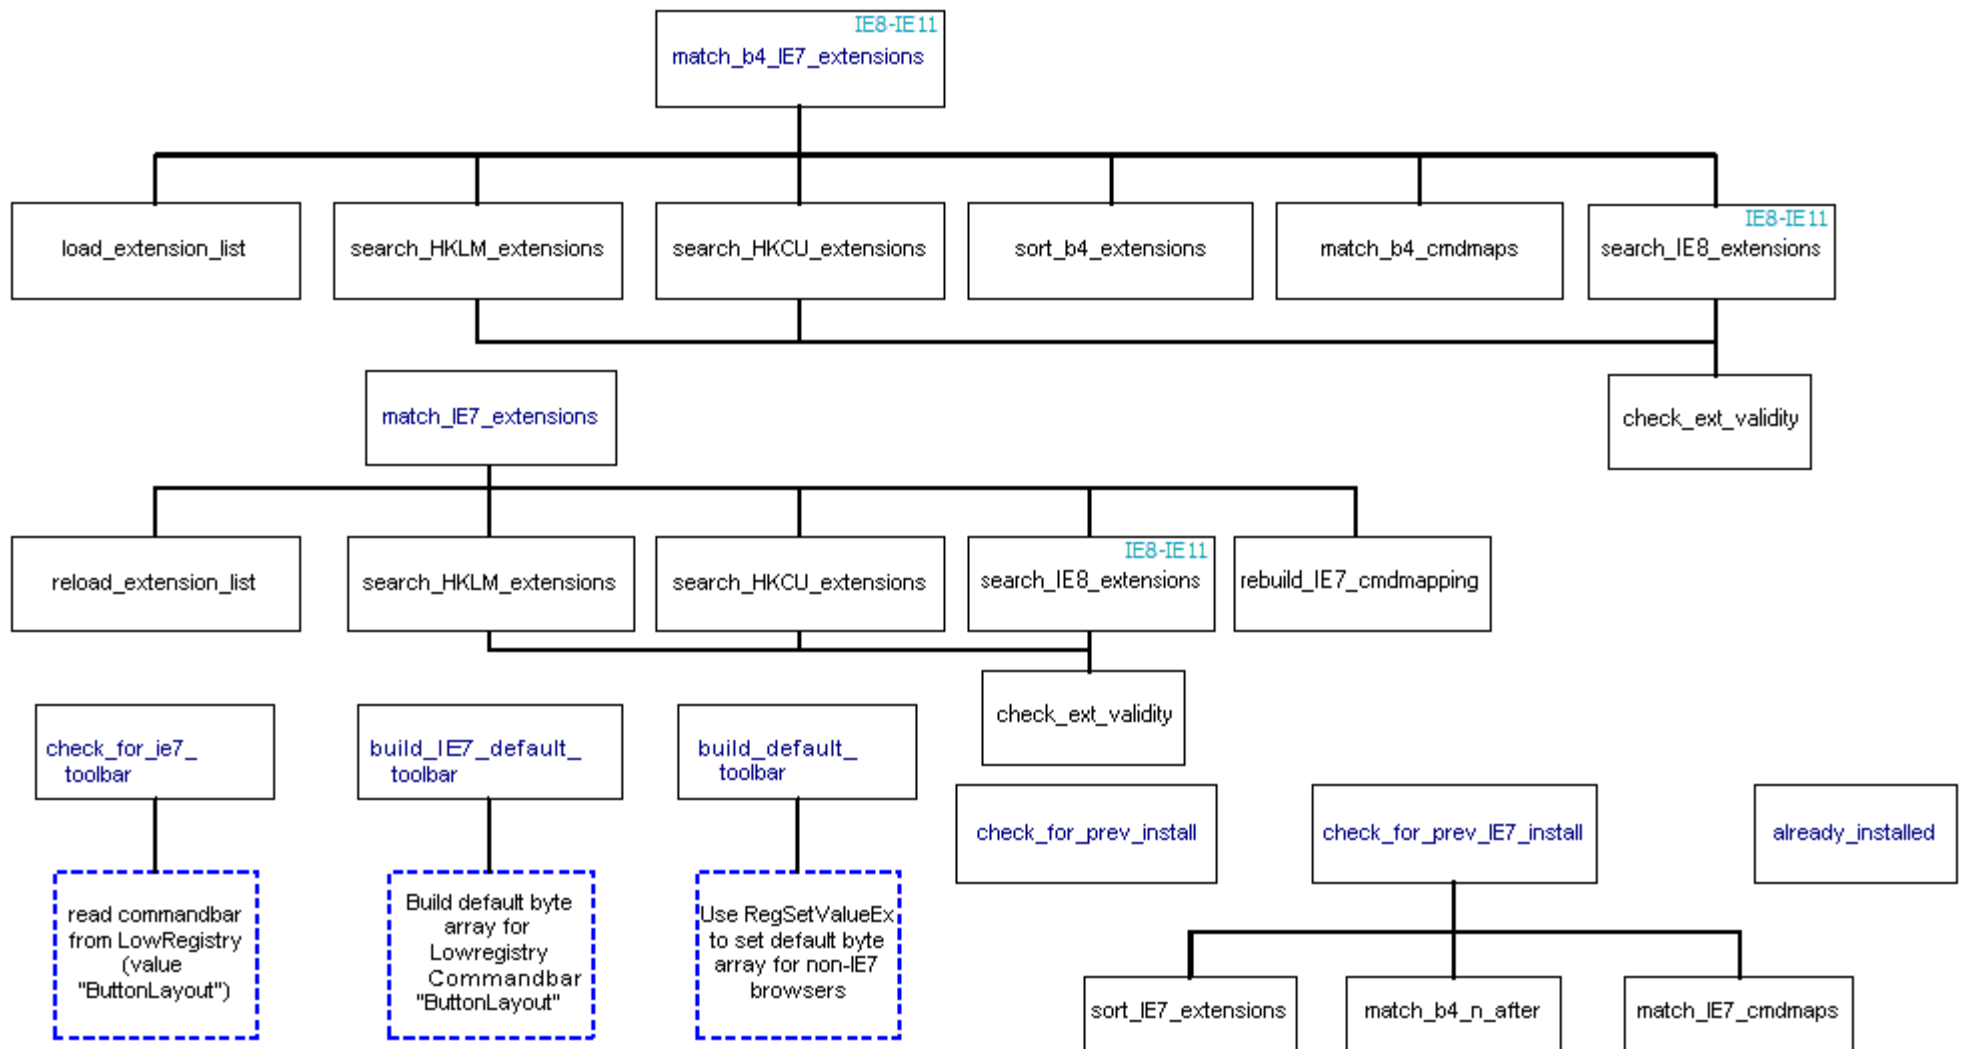 IE8-IE11
match_b4_IE7_extensions
load_extension_list
search_HKLM_extensions
search_HKCU_extensions
sort_b4_extensions
match_b4_cmdmaps
IE8-IE11
search_IE8_extensions
check_ext_validity
match_IE7_extensions
reload_extension_list
search_HKLM_extensions
search_HKCU_extensions
IE8-IE11
search_IE8_extensions
rebuild_IE7_cmdmapping
check_ext_validity
check_for_ie7_
toolbar
build_IE7_default_
toolbar
build_default_
toolbar
check_for_prev_install
check_for_prev_IE7_install
already_installed
read commandbar
from LowRegistry
(value
"ButtonLayout")
Build default byte
array for
Lowregistry
Commandbar
"ButtonLayout"
Use RegSetValueEx
to set default byte
array for non-IE7
browsers
sort_IE7_extensions
match_b4_n_after
match_IE7_cmdmaps